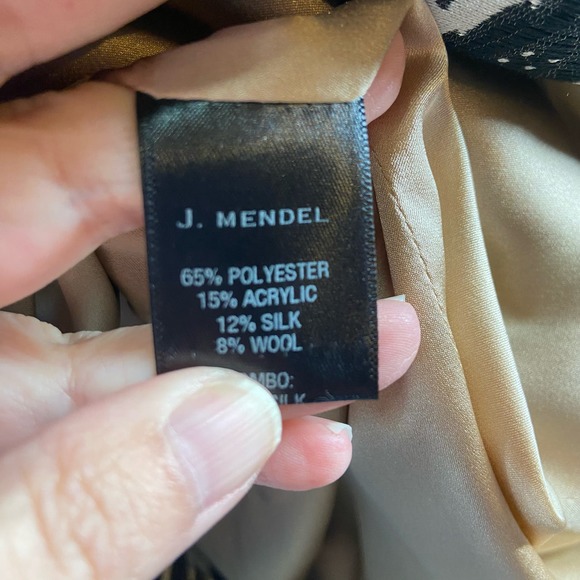 J. MENDEL
65% POLYESTER
15% ACRYLIC
12% SILK
8% WOOL